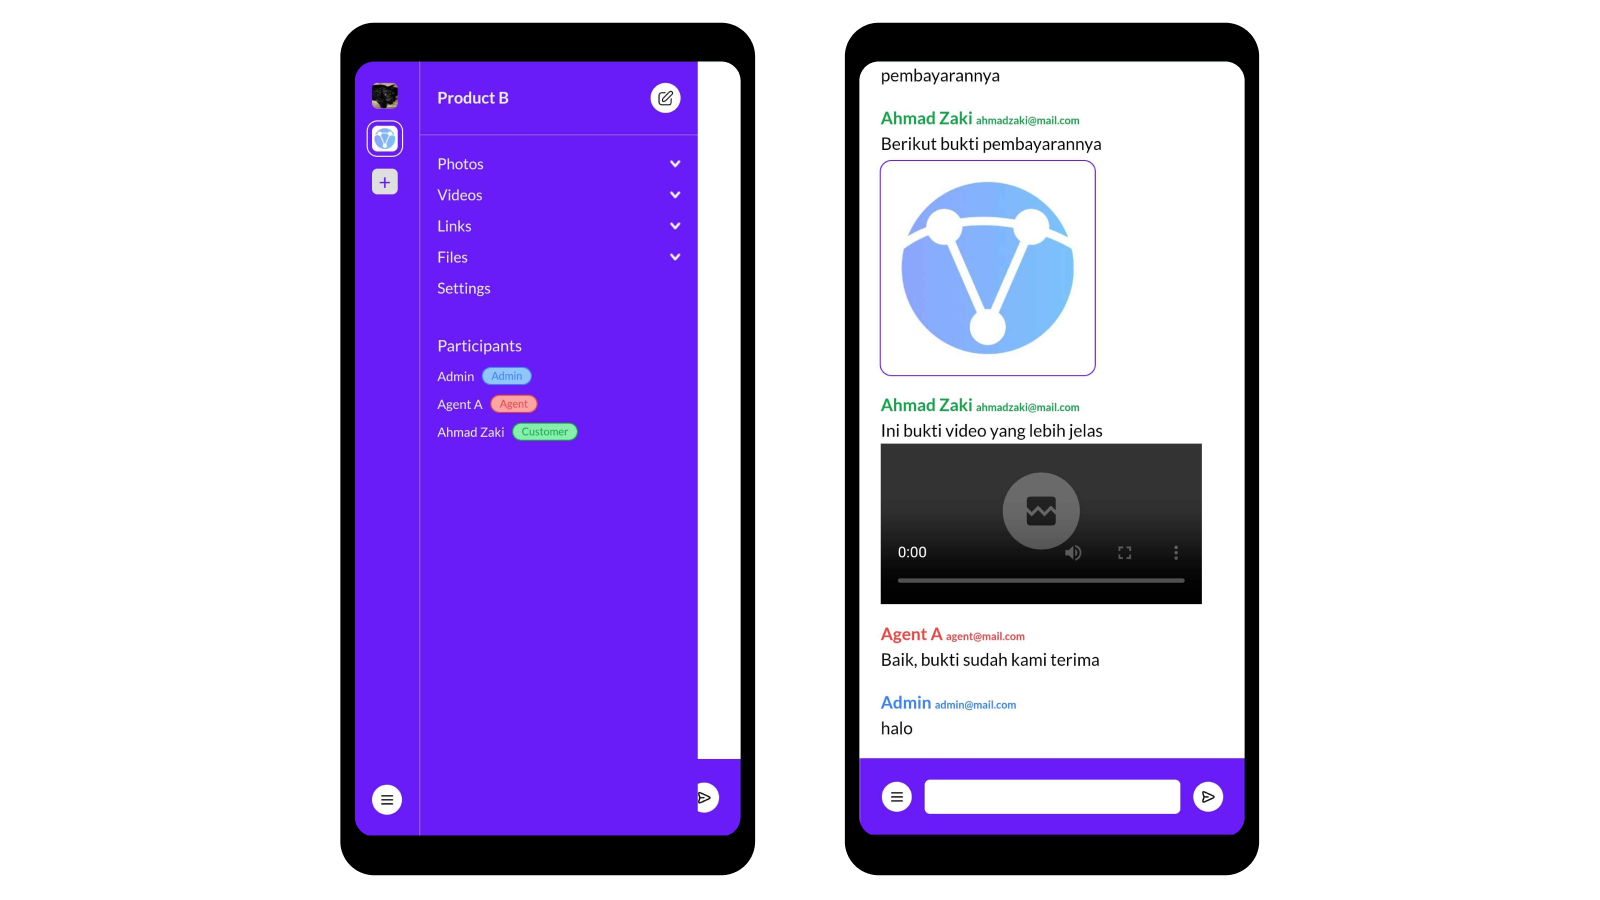 Product B
Photos
Videos
Links
Files
Settings
Participants
Admin Admin
Agent A Agent
Ahmad Zaki Customer
pembayarannya
Ahmad Zaki ahmadzaki@mail.com
Berikut bukti pembayarannya
Ahmad Zaki ahmadzaki@mail.com
Ini bukti video yang lebih jelas
0:00
Agent A agent@mail.com
Baik, bukti sudah kami terima
Admin admin@mail.com
halo